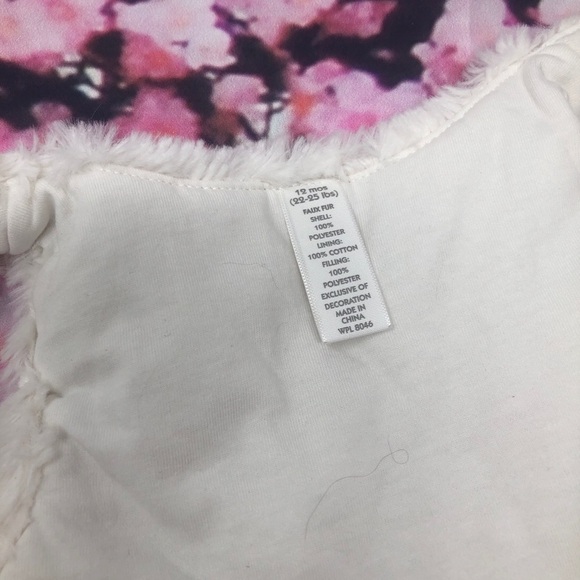 12 mos
(22-25 lbs)
FAUX FUR
SHELL:
100%
POLYESTER
LINING:
100% COTTON
FILLING:
100%
POLYESTER
EXCLUSIVE OF
DECORATION
MADE IN
CHINA
WPL 8046